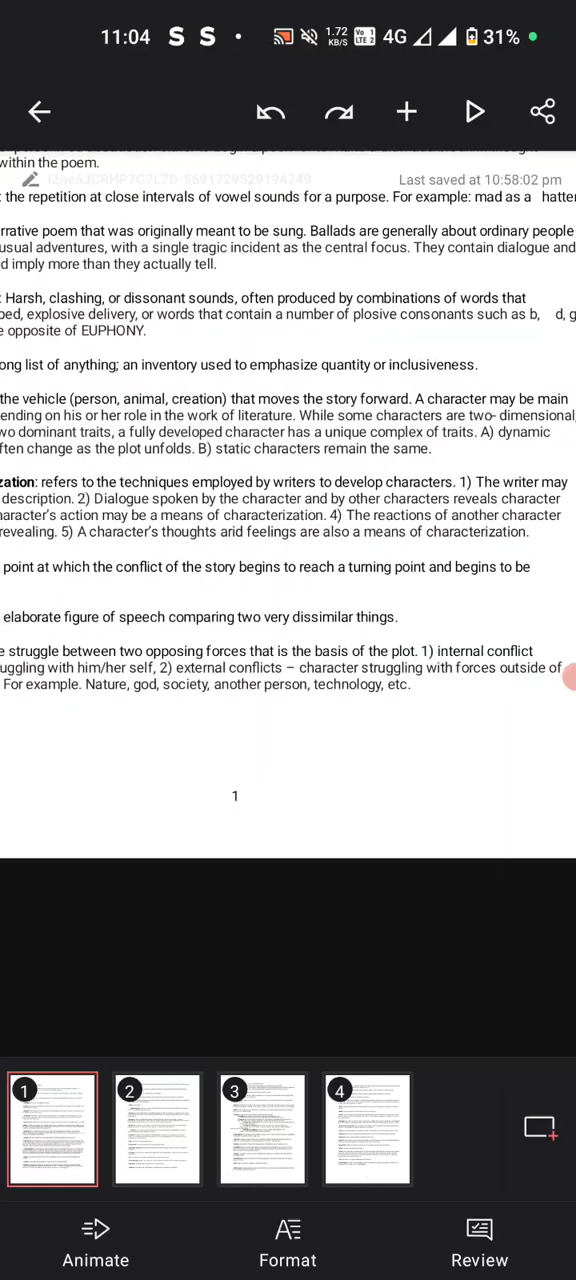 11:04 S S • 1.72 KB/S Vo 1 LTE 2 4G 31%
within the poem.
Last saved at 10:58:02 pm
: the repetition at close intervals of vowel sounds for a purpose. For example: mad as a hatter
rrative poem that was originally meant to be sung. Ballads are generally about ordinary people
usual adventures, with a single tragic incident as the central focus. They contain dialogue and
d imply more than they actually tell.
: Harsh, clashing, or dissonant sounds, often produced by combinations of words that
ped, explosive delivery, or words that contain a number of plosive consonants such as b, d, g
e opposite of EUPHONY.
ong list of anything; an inventory used to emphasize quantity or inclusiveness.
the vehicle (person, animal, creation) that moves the story forward. A character may be main
ending on his or her role in the work of literature. While some characters are two- dimensional,
wo dominant traits, a fully developed character has a unique complex of traits. A) dynamic
ften change as the plot unfolds. B) static characters remain the same.
zation: refers to the techniques employed by writers to develop characters. 1) The writer may
description. 2) Dialogue spoken by the character and by other characters reveals character
haracter's action may be a means of characterization. 4) The reactions of another character
revealing. 5) A character's thoughts arid feelings are also a means of characterization.
point at which the conflict of the story begins to reach a turning point and begins to be
elaborate figure of speech comparing two very dissimilar things.
e struggle between two opposing forces that is the basis of the plot. 1) internal conflict
uggling with him/her self, 2) external conflicts – character struggling with forces outside of
For example. Nature, god, society, another person, technology, etc.
1
1 2 3 4
Animate Format Review